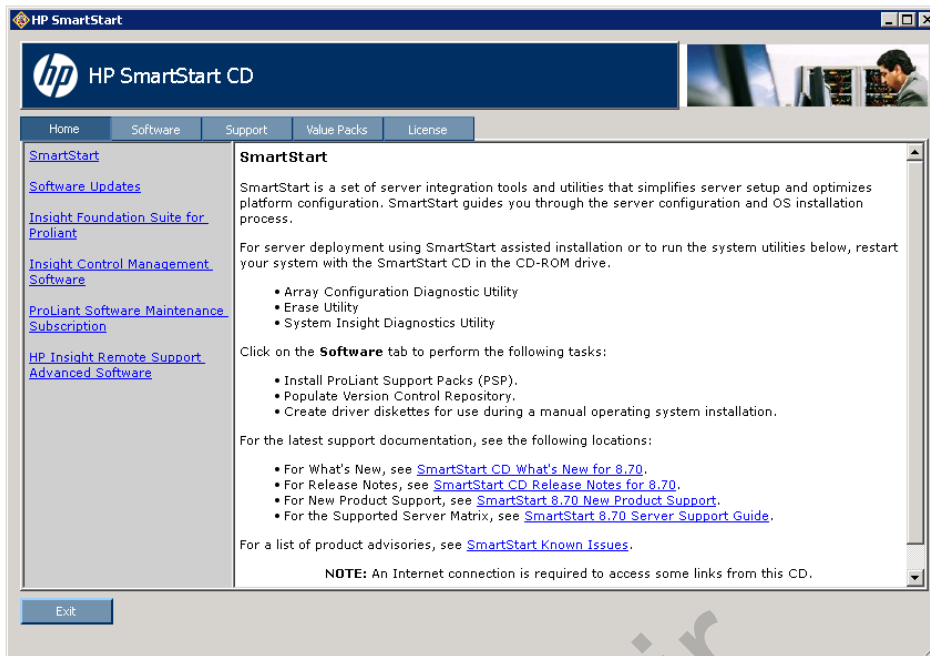 HP SmartStart
hp HP SmartStart CD
Home Software Support Value Packs License
SmartStart
Software Updates
Insight Foundation Suite for
Proliant
Insight Control Management
Software
ProLiant Software Maintenance
Subscription
HP Insight Remote Support
Advanced Software
SmartStart
SmartStart is a set of server integration tools and utilities that simplifies server setup and optimizes
platform configuration. SmartStart guides you through the server configuration and OS installation
process.
For server deployment using SmartStart assisted installation or to run the system utilities below, restart
your system with the SmartStart CD in the CD-ROM drive.
• Array Configuration Diagnostic Utility
• Erase Utility
• System Insight Diagnostics Utility
Click on the Software tab to perform the following tasks:
• Install ProLiant Support Packs (PSP).
• Populate Version Control Repository.
• Create driver diskettes for use during a manual operating system installation.
For the latest support documentation, see the following locations:
• For What's New, see SmartStart CD What's New for 8.70.
• For Release Notes, see SmartStart CD Release Notes for 8.70.
• For New Product Support, see SmartStart 8.70 New Product Support.
• For the Supported Server Matrix, see SmartStart 8.70 Server Support Guide.
For a list of product advisories, see SmartStart Known Issues.
NOTE: An Internet connection is required to access some links from this CD.
Exit